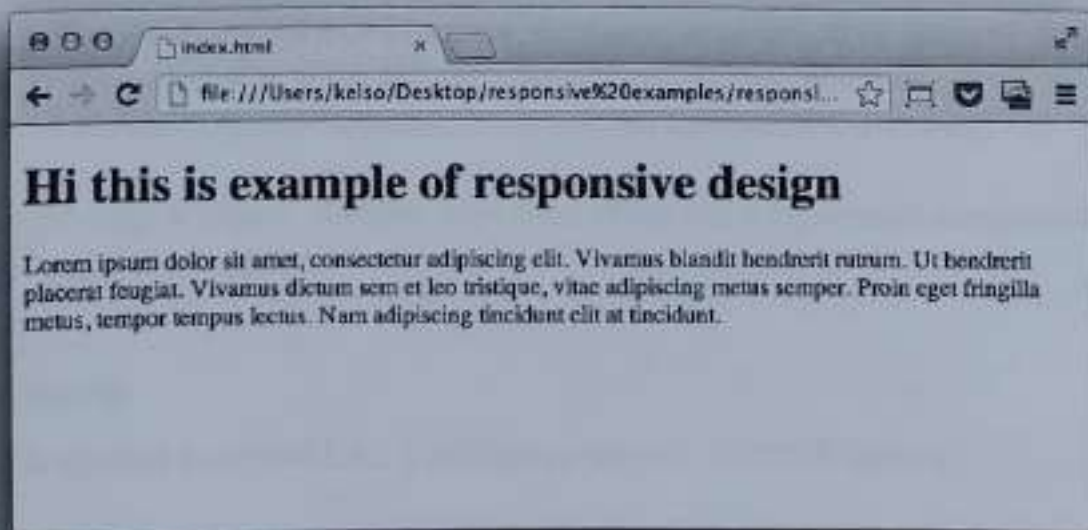 index.html
file:///Users/kelso/Desktop/responsive%20examples/responsi...
Hi this is example of responsive design
Lorem ipsum dolor sit amet, consectetur adipiscing elit. Vivamus blandit hendrerit rutrum. Ut hendrerit
placerat feugiat. Vivamus dictum sem et leo tristique, vitae adipiscing metus semper. Proin eget fringilla
metus, tempor tempus lectus. Nam adipiscing tincidunt elit at tincidunt.